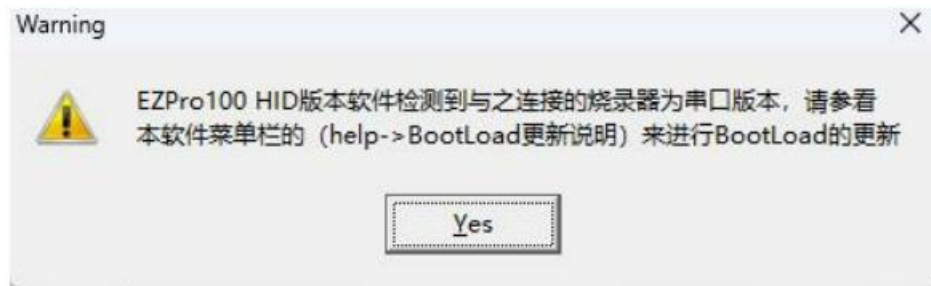 Warning
EZPro100 HID版本软件检测到与之连接的烧录器为串口版本，请参看
本软件菜单栏的（help->BootLoad更新说明）来进行BootLoad的更新
Yes